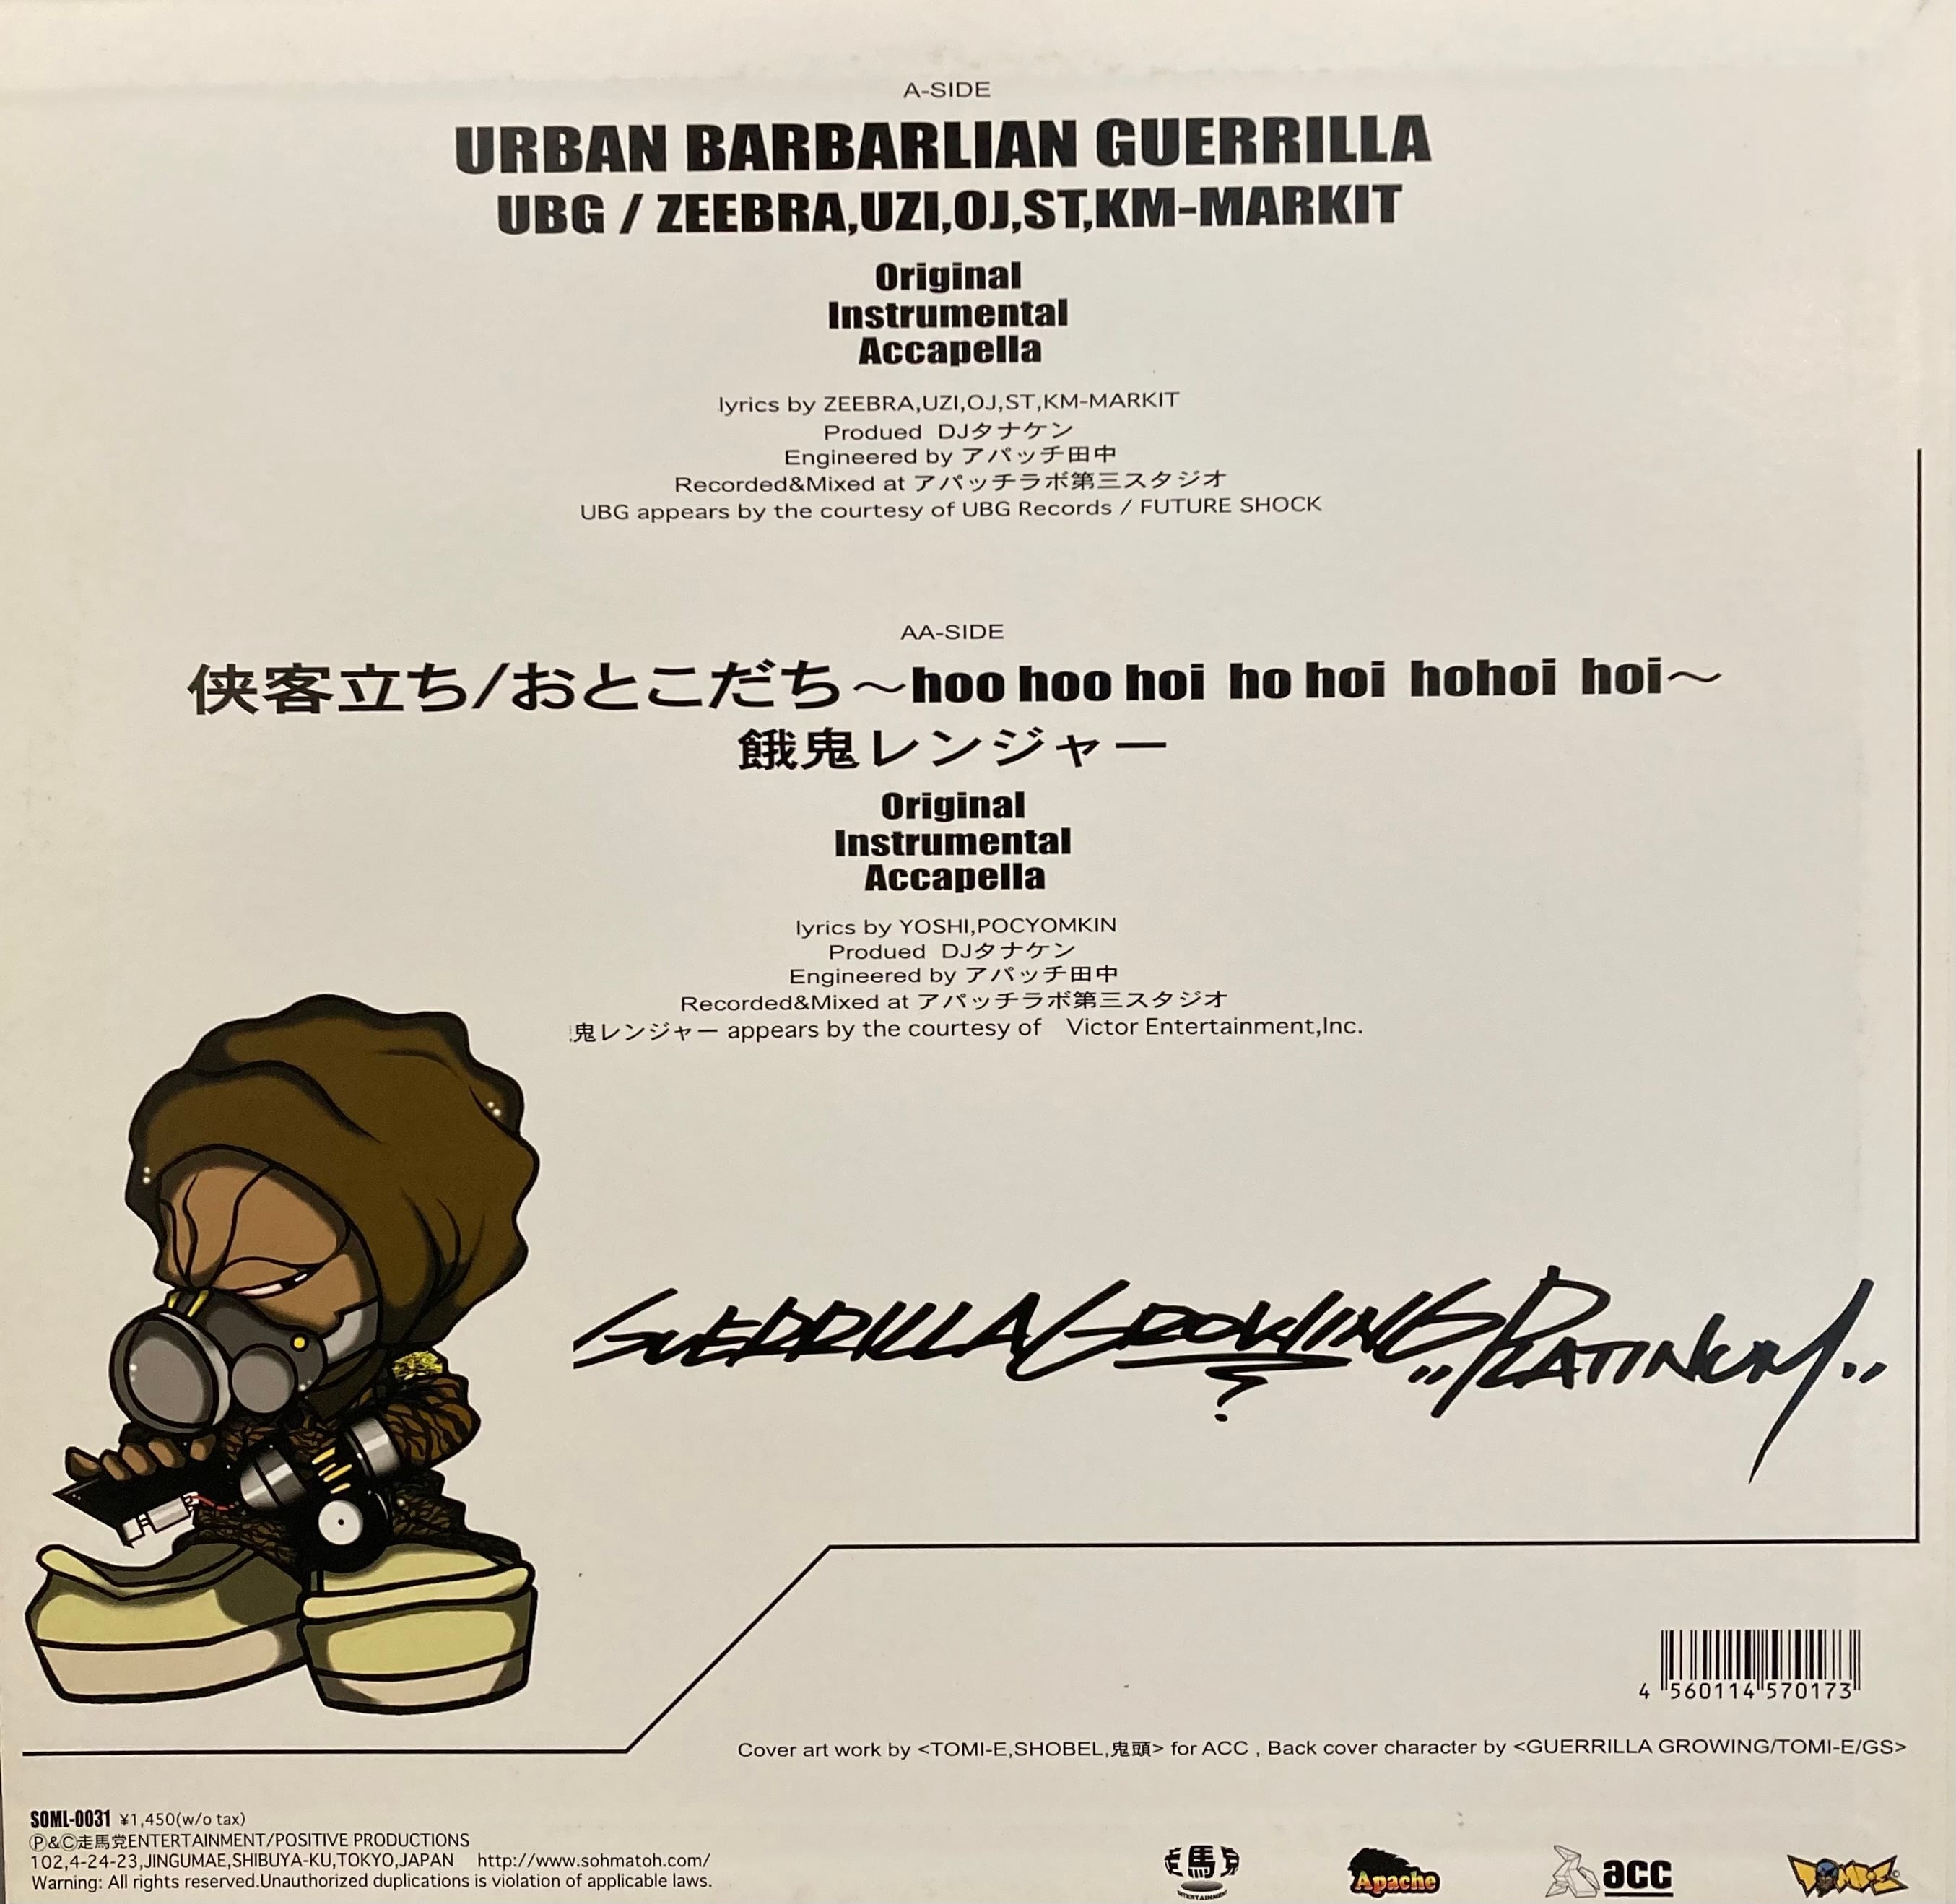 A-SIDE
URBAN BARBARLIAN GUERRILLA
UBG / ZEEBRA,UZI,OJ,ST,KM-MARKIT
Original
Instrumental
Accapella
lyrics by ZEEBRA,UZI,OJ,ST,KM-MARKIT
Produed DJタナケン
Engineered by アパッチ田中
Recorded&Mixed at アパッチラボ第三スタジオ
UBG appears by the courtesy of UBG Records / FUTURE SHOCK
AA-SIDE
侠客立ち/おとこだち〜hoo hoo hoi ho hoi hohoi hoi〜
餓鬼レンジャー
Original
Instrumental
Accapella
lyrics by YOSHI,POCYOMKIN
Produed DJタナケン
Engineered by アパッチ田中
Recorded&Mixed at アパッチラボ第三スタジオ
鬼レンジャー appears by the courtesy of Victor Entertainment,Inc.
GUERRILLA GROWING PLATINUM
4 560114 570173
Cover art work by <TOMI-E,SHOBEL,鬼頭> for ACC , Back cover character by <GUERRILLA GROWING/TOMI-E/GS>
SOML-0031 ¥1,450(w/o tax)
Ⓟ&Ⓒ走馬党ENTERTAINMENT/POSITIVE PRODUCTIONS
102,4-24-23,JINGUMAE,SHIBUYA-KU,TOKYO,JAPAN http://www.sohmatoh.com/
Warning: All rights reserved.Unauthorized duplications is violation of applicable laws.
走馬党
ENTERTAINMENT
Apache
acc
TOMI-E